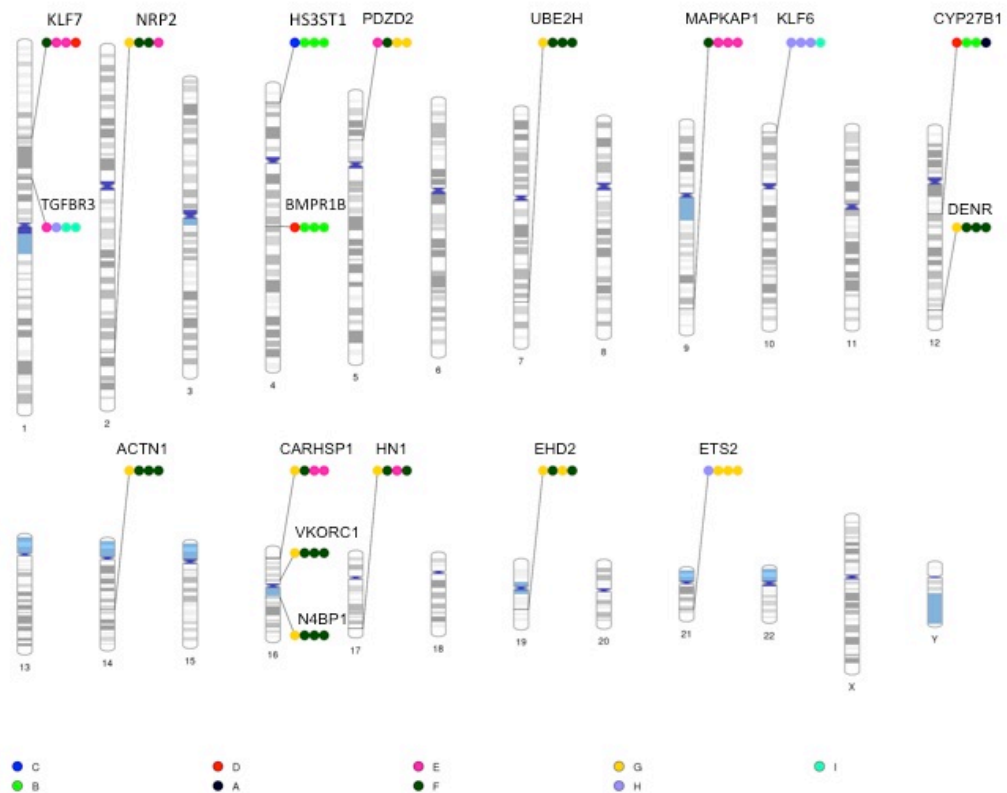 KLF7 NRP2 HS3ST1 PDZD2 UBE2H MAPKAP1 KLF6 CYP27B1
TGFBR3 BMPR1B DENR
1 2 3 4 5 6 7 8 9 10 11 12
ACTN1 CARHSP1 HN1 EHD2 ETS2
VKORC1
N4BP1
13 14 15 16 17 18 19 20 21 22 X Y
C D E G I
B A F H